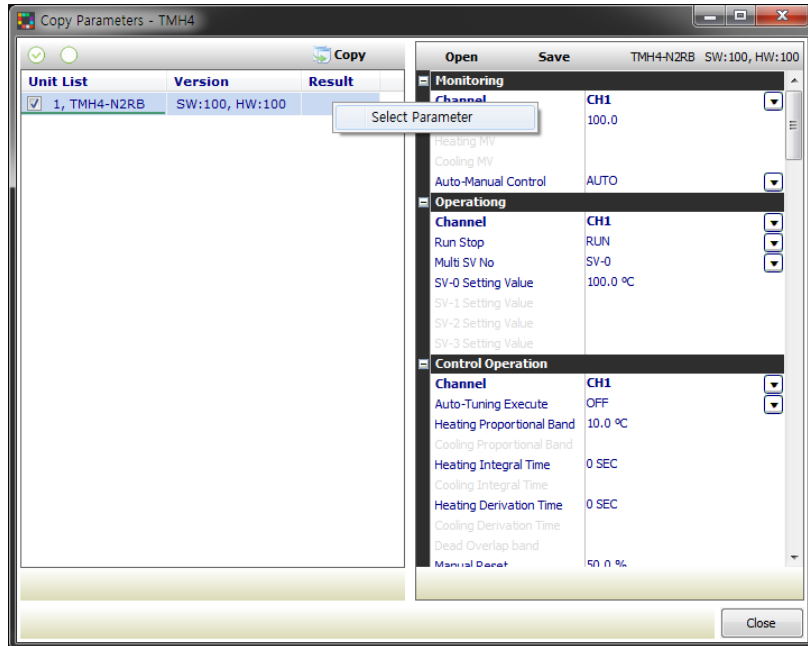 Copy Parameters - TMH4
Copy
Unit List Version Result
1, TMH4-N2RB SW:100, HW:100
Select Parameter
Open Save TMH4-N2RB SW:100, HW:100
Monitoring
Channel CH1
100.0
Heating MV
Cooling MV
Auto-Manual Control AUTO
Operationg
Channel CH1
Run Stop RUN
Multi SV No SV-0
SV-0 Setting Value 100.0 ºC
SV-1 Setting Value
SV-2 Setting Value
SV-3 Setting Value
Control Operation
Channel CH1
Auto-Tuning Execute OFF
Heating Proportional Band 10.0 ºC
Cooling Proportional Band
Heating Integral Time 0 SEC
Cooling Integral Time
Heating Derivation Time 0 SEC
Cooling Derivation Time
Dead Overlap band
Manual Reset 50.0 %
Close